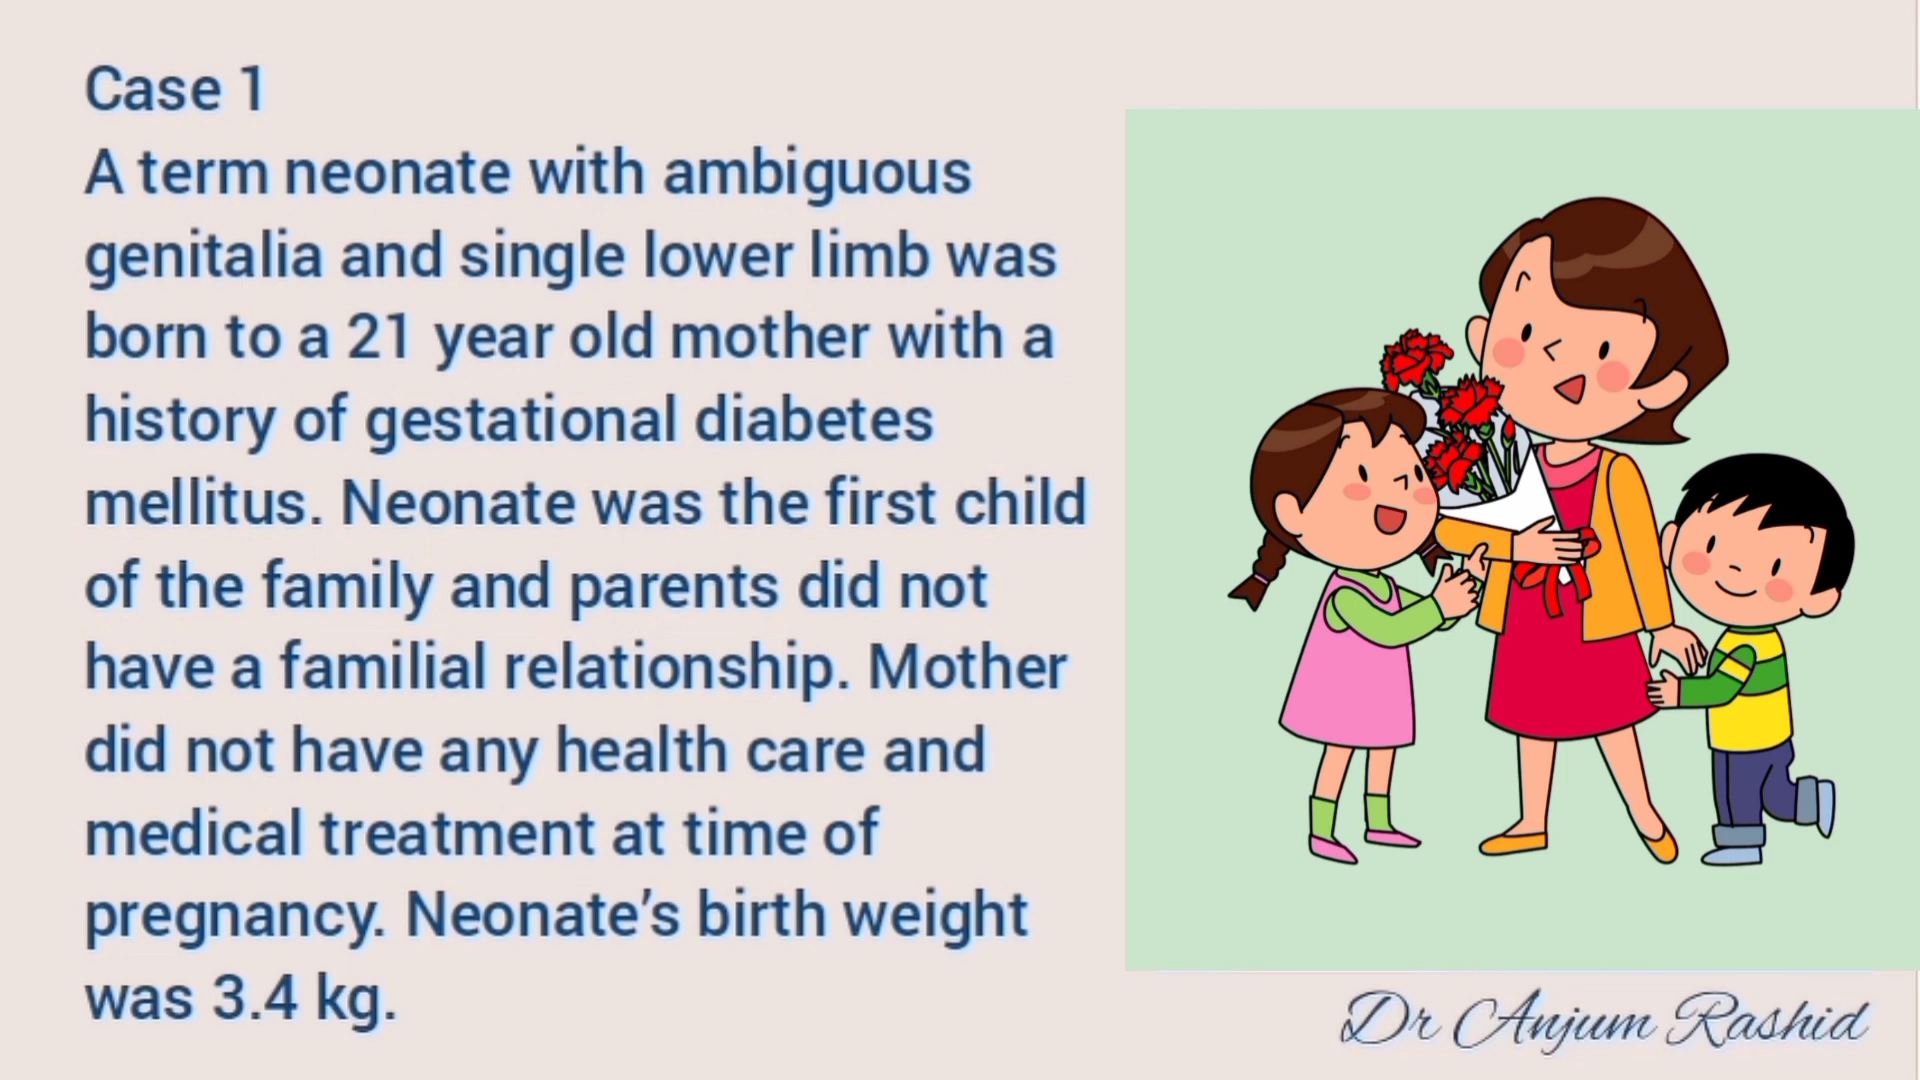 Case 1
A term neonate with ambiguous
genitalia and single lower limb was
born to a 21 year old mother with a
history of gestational diabetes
mellitus. Neonate was the first child
of the family and parents did not
have a familial relationship. Mother
did not have any health care and
medical treatment at time of
pregnancy. Neonate’s birth weight
was 3.4 kg.
Dr Anjum Rashid